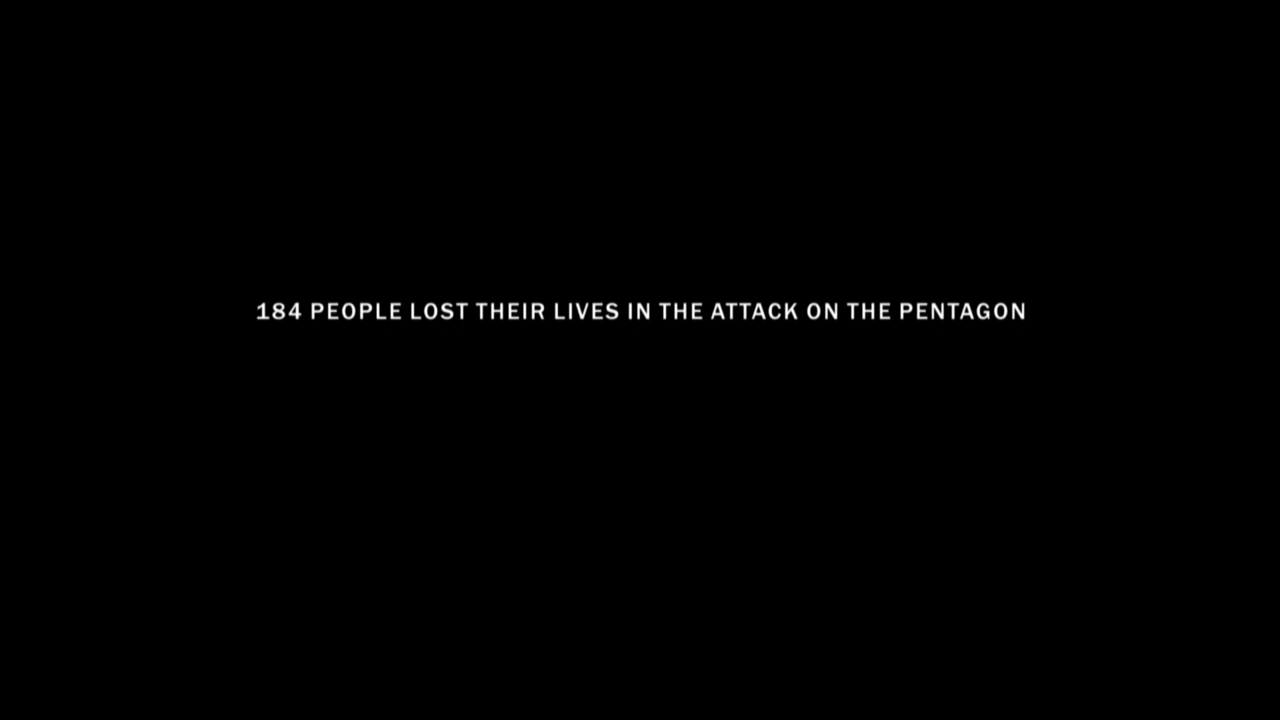 184 PEOPLE LOST THEIR LIVES IN THE ATTACK ON THE PENTAGON